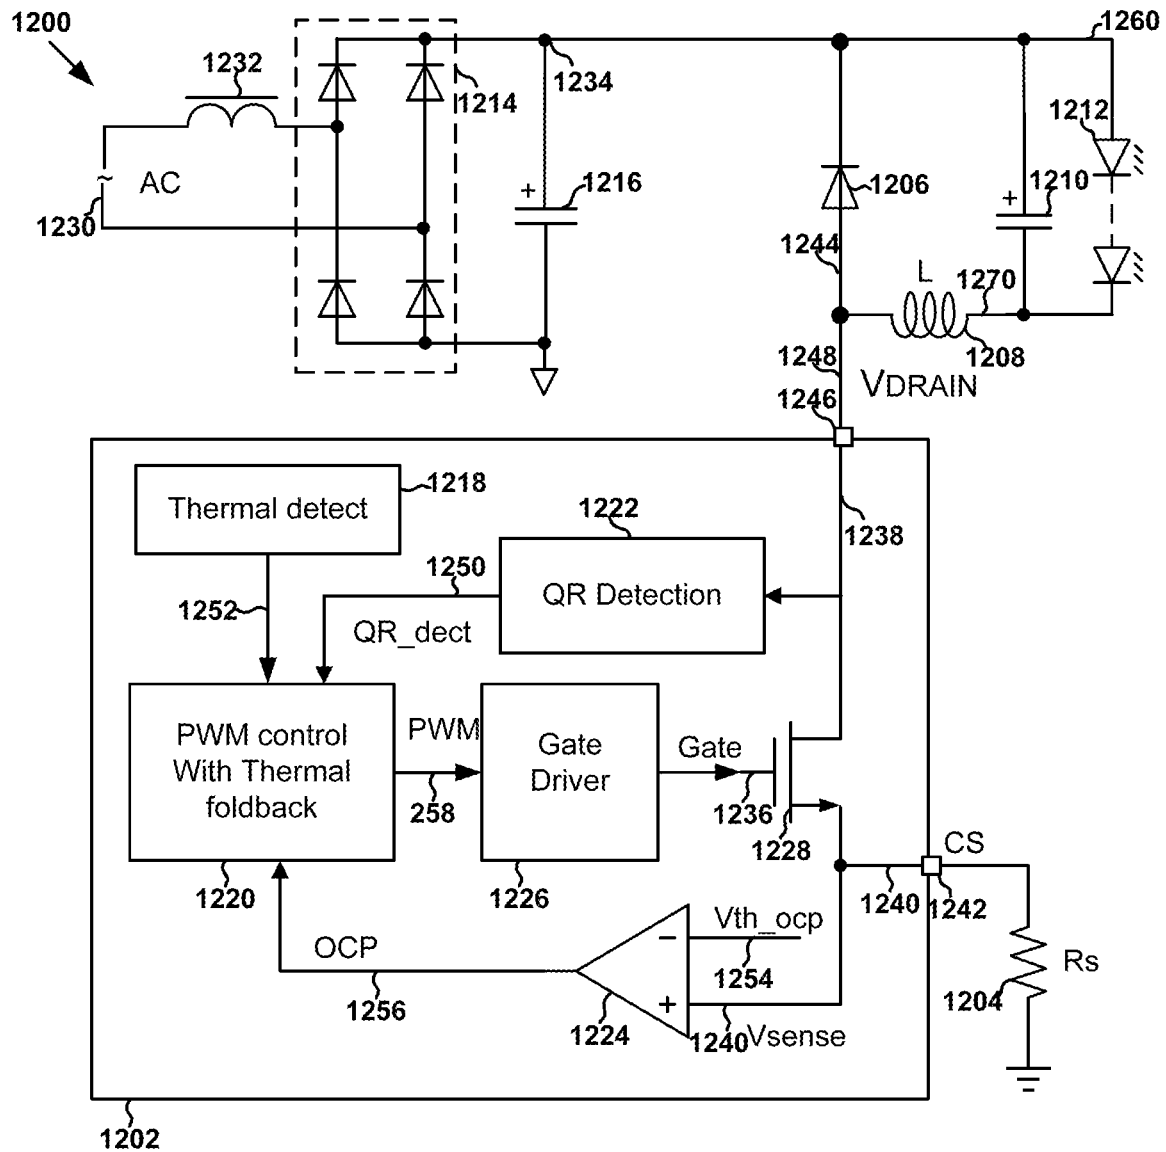 1200
1260
1232
1214
1234
1212
AC
1216
1206
1210
+
+
~
1230
1244
L
1270
1248
1208
VDRAIN
1246
1218
Thermal detect
1222
1238
1250
1252
QR Detection
QR_dect
PWM control
With Thermal
foldback
PWM
Gate
Driver
Gate
258
1236
1228
CS
1220
1226
1240
1242
Vth_ocp
OCP
−
1254
Rs
1256
+
1204
1224
1240
Vsense
1202